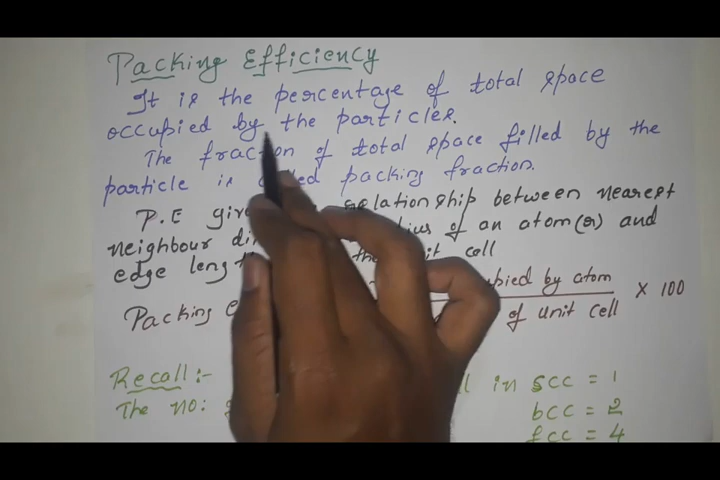 Packing Efficiency
It is the percentage of total space
occupied by the particles.
The fraction of total space filled by the
particle is called packing fraction.
P.E relationship between nearest
neighbour of an atom(r) and
edge cell
Packing occupied by atom
of unit cell × 100
Recall :- in scc = 1
The no: bcc = 2
fcc = 4